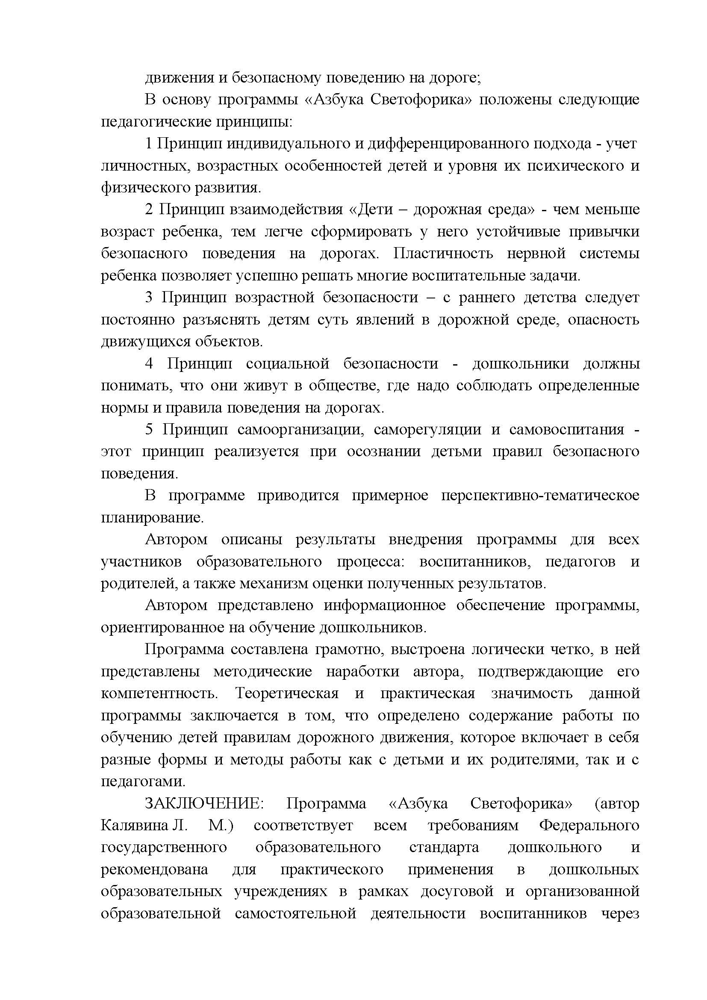 движения и безопасному поведению на дороге;
В основу программы «Азбука Светофорика» положены следующие
педагогические принципы:
1 Принцип индивидуального и дифференцированного подхода - учет
личностных, возрастных особенностей детей и уровня их психического и
физического развития.
2 Принцип взаимодействия «Дети – дорожная среда» - чем меньше
возраст ребенка, тем легче сформировать у него устойчивые привычки
безопасного поведения на дорогах. Пластичность нервной системы
ребенка позволяет успешно решать многие воспитательные задачи.
3 Принцип возрастной безопасности – с раннего детства следует
постоянно разъяснять детям суть явлений в дорожной среде, опасность
движущихся объектов.
4 Принцип социальной безопасности - дошкольники должны
понимать, что они живут в обществе, где надо соблюдать определенные
нормы и правила поведения на дорогах.
5 Принцип самоорганизации, саморегуляции и самовоспитания -
этот принцип реализуется при осознании детьми правил безопасного
поведения.
В программе приводится примерное перспективно-тематическое
планирование.
Автором описаны результаты внедрения программы для всех
участников образовательного процесса: воспитанников, педагогов и
родителей, а также механизм оценки полученных результатов.
Автором представлено информационное обеспечение программы,
ориентированное на обучение дошкольников.
Программа составлена грамотно, выстроена логически четко, в ней
представлены методические наработки автора, подтверждающие его
компетентность. Теоретическая и практическая значимость данной
программы заключается в том, что определено содержание работы по
обучению детей правилам дорожного движения, которое включает в себя
разные формы и методы работы как с детьми и их родителями, так и с
педагогами.
ЗАКЛЮЧЕНИЕ: Программа «Азбука Светофорика» (автор
Калявина Л. М.) соответствует всем требованиям Федерального
государственного образовательного стандарта дошкольного и
рекомендована для практического применения в дошкольных
образовательных учреждениях в рамках досуговой и организованной
образовательной самостоятельной деятельности воспитанников через